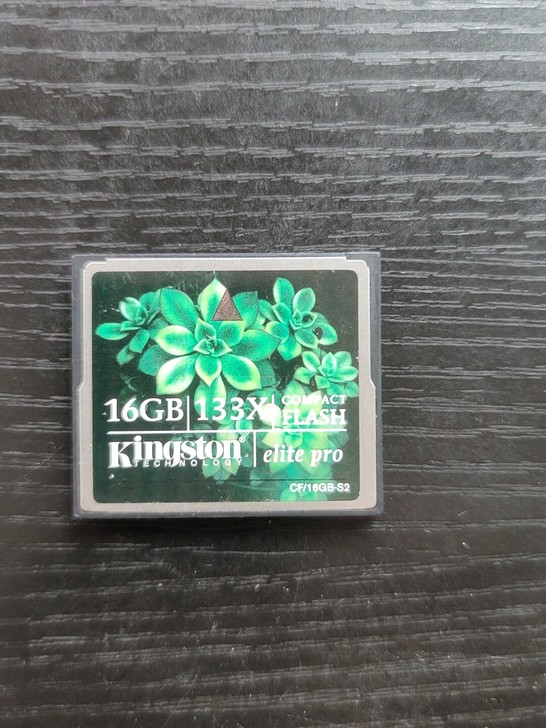 16GB 133X COMPACT FLASH
Kingston® elite pro
TECHNOLOGY
CF/16GB-S2